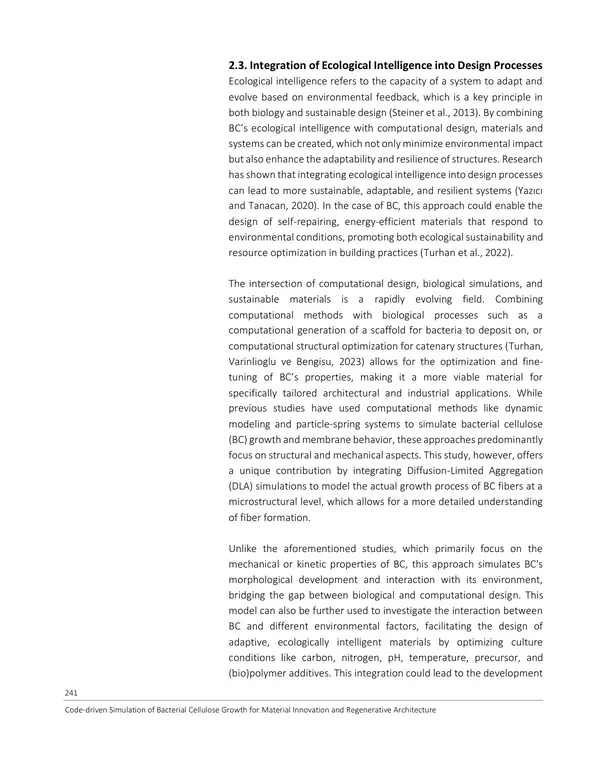 2.3. Integration of Ecological Intelligence into Design Processes
Ecological intelligence refers to the capacity of a system to adapt and
evolve based on environmental feedback, which is a key principle in
both biology and sustainable design (Steiner et al., 2013). By combining
BC’s ecological intelligence with computational design, materials and
systems can be created, which not only minimize environmental impact
but also enhance the adaptability and resilience of structures. Research
has shown that integrating ecological intelligence into design processes
can lead to more sustainable, adaptable, and resilient systems (Yazıcı
and Tanacan, 2020). In the case of BC, this approach could enable the
design of self-repairing, energy-efficient materials that respond to
environmental conditions, promoting both ecological sustainability and
resource optimization in building practices (Turhan et al., 2022).
The intersection of computational design, biological simulations, and
sustainable materials is a rapidly evolving field. Combining
computational methods with biological processes such as a
computational generation of a scaffold for bacteria to deposit on, or
computational structural optimization for catenary structures (Turhan,
Varinlioglu ve Bengisu, 2023) allows for the optimization and fine-
tuning of BC’s properties, making it a more viable material for
specifically tailored architectural and industrial applications. While
previous studies have used computational methods like dynamic
modeling and particle-spring systems to simulate bacterial cellulose
(BC) growth and membrane behavior, these approaches predominantly
focus on structural and mechanical aspects. This study, however, offers
a unique contribution by integrating Diffusion-Limited Aggregation
(DLA) simulations to model the actual growth process of BC fibers at a
microstructural level, which allows for a more detailed understanding
of fiber formation.
Unlike the aforementioned studies, which primarily focus on the
mechanical or kinetic properties of BC, this approach simulates BC's
morphological development and interaction with its environment,
bridging the gap between biological and computational design. This
model can also be further used to investigate the interaction between
BC and different environmental factors, facilitating the design of
adaptive, ecologically intelligent materials by optimizing culture
conditions like carbon, nitrogen, pH, temperature, precursor, and
(bio)polymer additives. This integration could lead to the development
241
Code-driven Simulation of Bacterial Cellulose Growth for Material Innovation and Regenerative Architecture